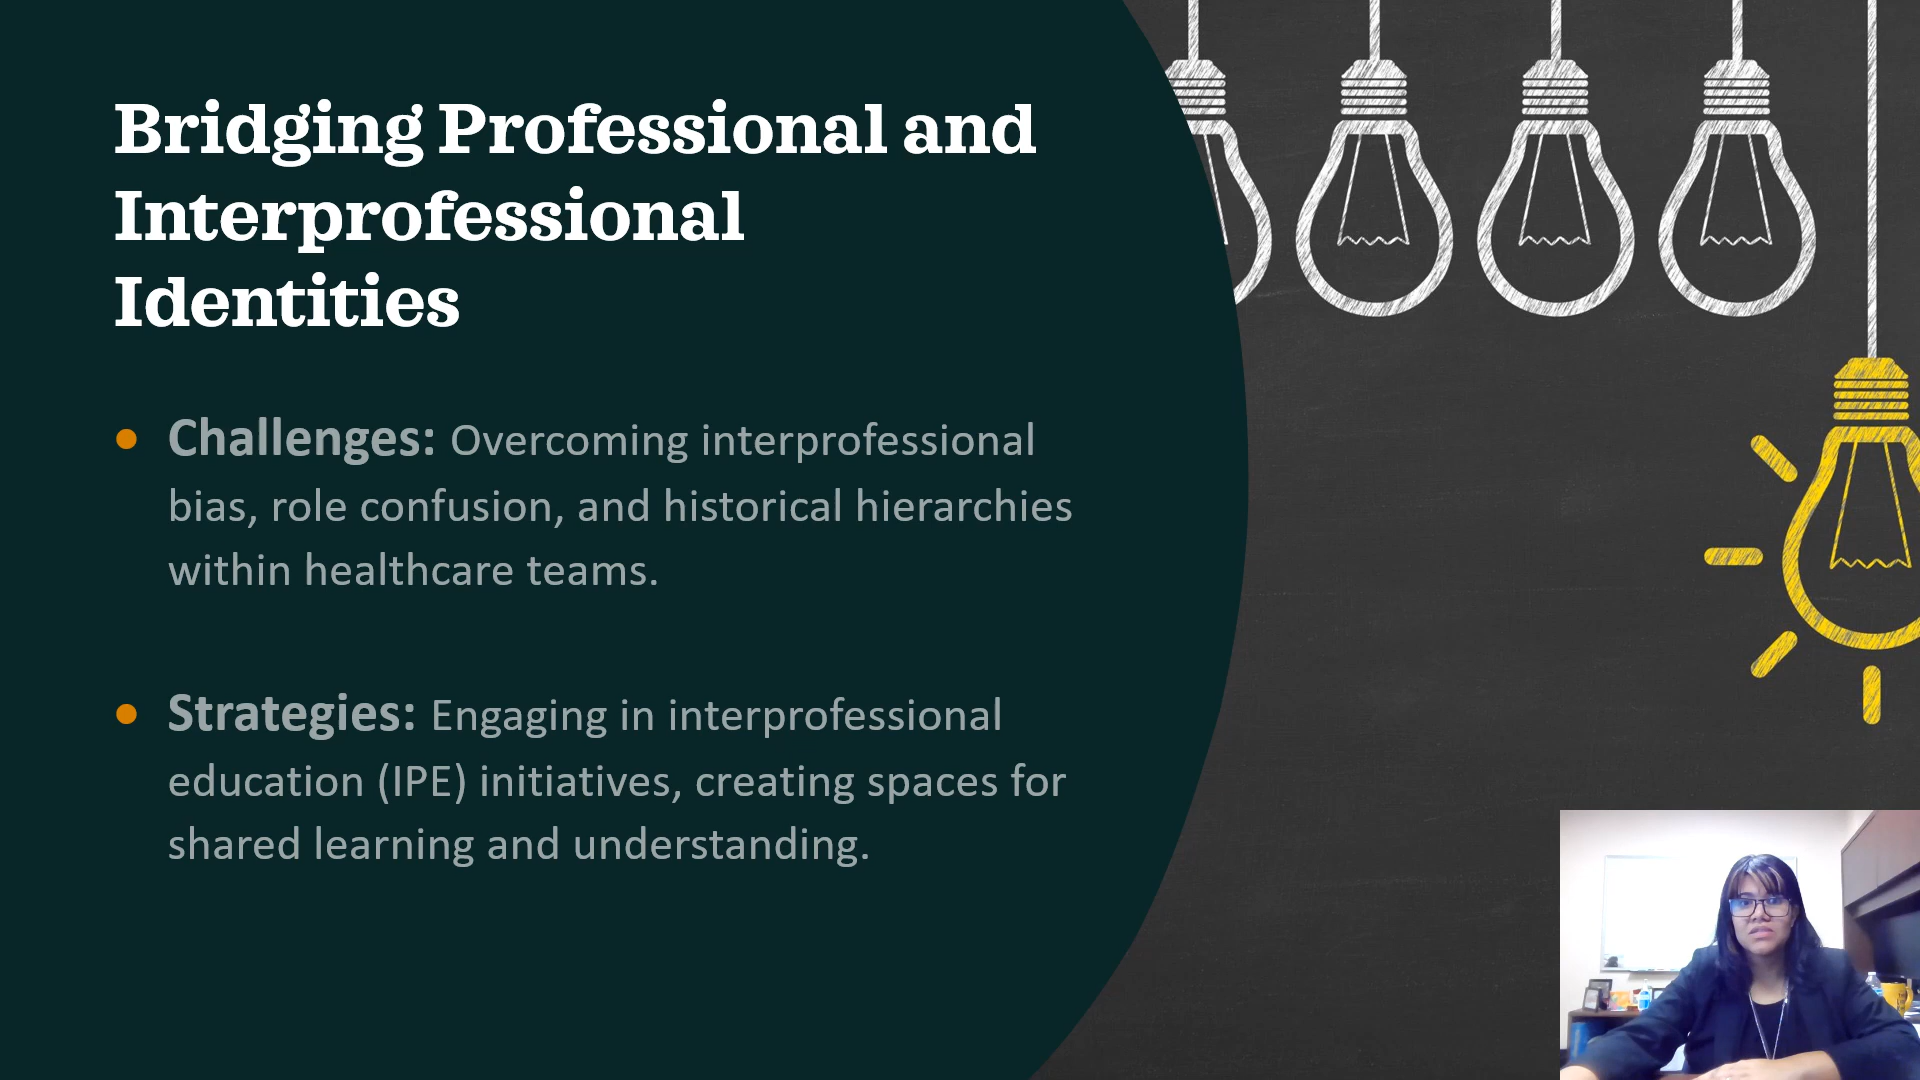 Bridging Professional and
Interprofessional
Identities
Challenges: Overcoming interprofessional
bias, role confusion, and historical hierarchies
within healthcare teams.
Strategies: Engaging in interprofessional
education (IPE) initiatives, creating spaces for
shared learning and understanding.